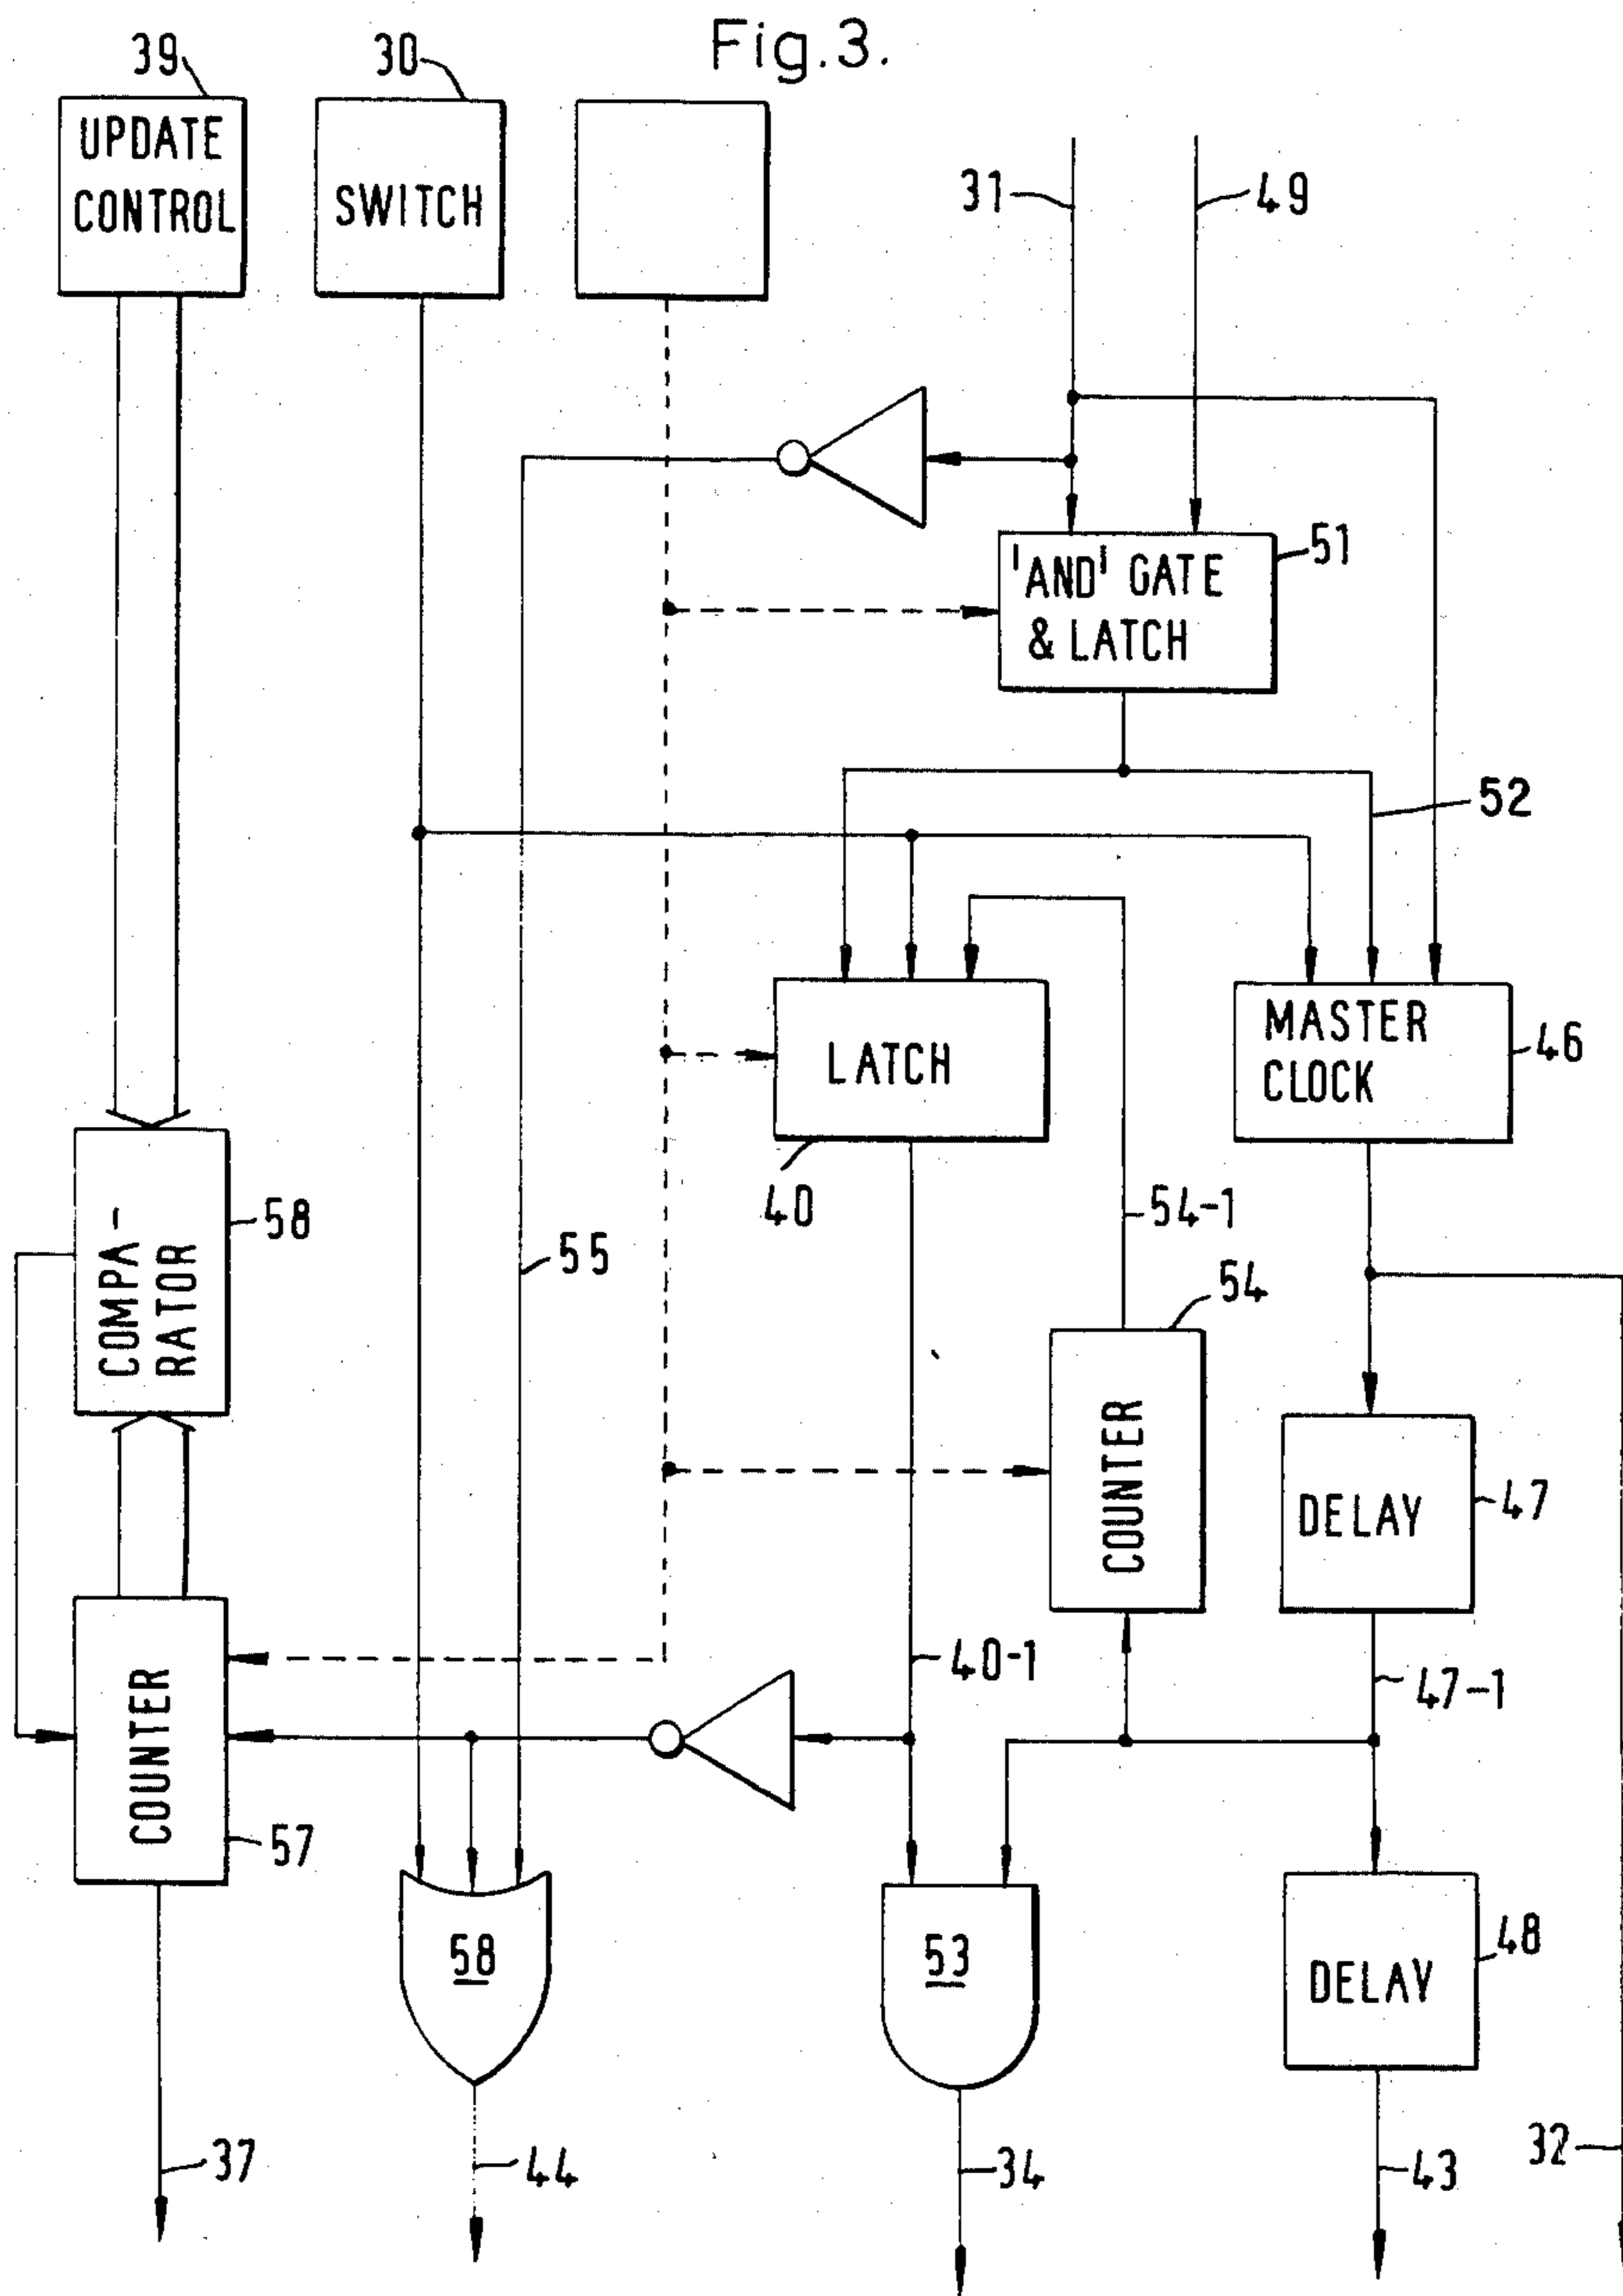 Fig.3.
39
30
UPDATE
CONTROL
SWITCH
31
49
'AND' GATE
& LATCH
51
52
LATCH
40
MASTER
CLOCK
46
COMPA-
RATOR
58
55
54-1
54
COUNTER
DELAY
47
40-1
47-1
COUNTER
57
58
53
DELAY
48
37
44
34
43
32